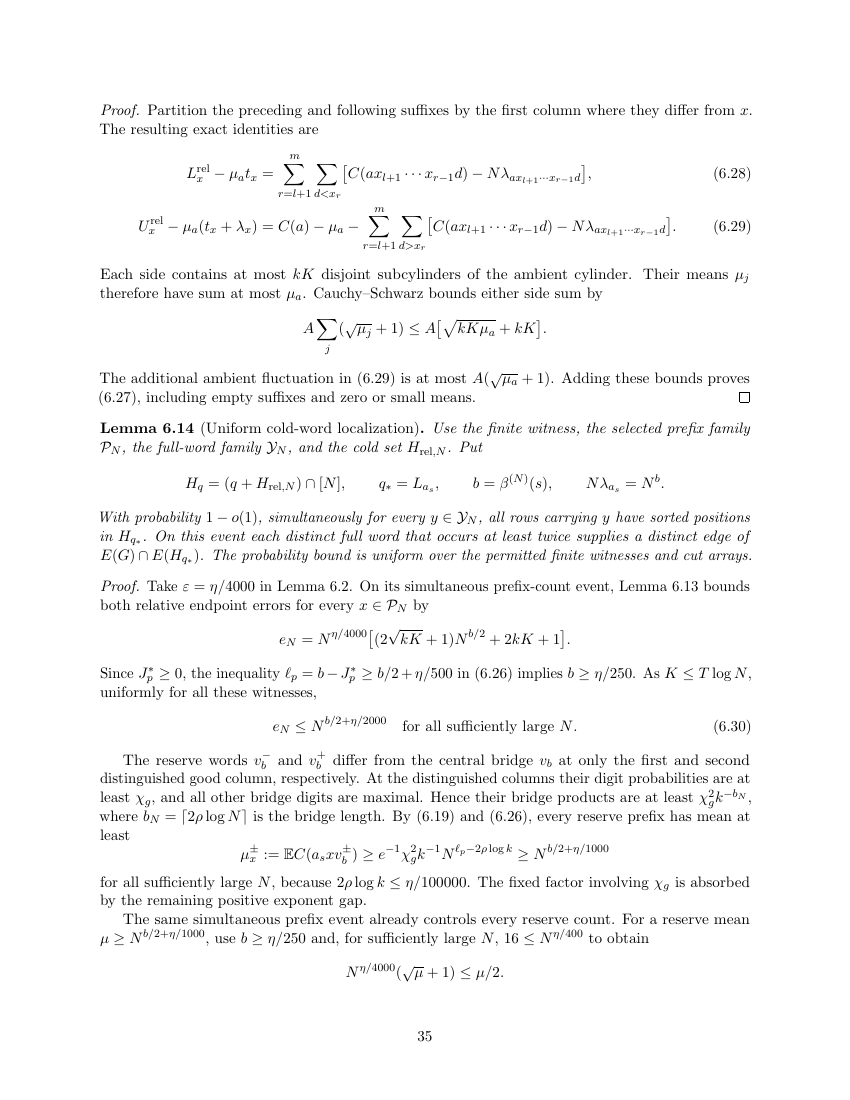 Proof. Partition the preceding and following suffixes by the first column where they differ from x.
The resulting exact identities are
L_x^{rel} − μ_a t_x = ∑_{r=l+1}^{m} ∑_{d<x_r} [C(ax_{l+1} ⋯ x_{r−1}d) − Nλ_{ax_{l+1}⋯x_{r−1}d}], (6.28)
U_x^{rel} − μ_a(t_x + λ_x) = C(a) − μ_a − ∑_{r=l+1}^{m} ∑_{d>x_r} [C(ax_{l+1} ⋯ x_{r−1}d) − Nλ_{ax_{l+1}⋯x_{r−1}d}]. (6.29)
Each side contains at most kK disjoint subcylinders of the ambient cylinder. Their means μ_j
therefore have sum at most μ_a. Cauchy–Schwarz bounds either side sum by
A ∑_j (√μ_j + 1) ≤ A[√(kKμ_a) + kK].
The additional ambient fluctuation in (6.29) is at most A(√μ_a + 1). Adding these bounds proves
(6.27), including empty suffixes and zero or small means. □
Lemma 6.14 (Uniform cold-word localization). Use the finite witness, the selected prefix family
𝒫_N, the full-word family 𝒴_N, and the cold set H_{rel,N}. Put
H_q = (q + H_{rel,N}) ∩ [N], q_* = L_{a_s}, b = β^{(N)}(s), Nλ_{a_s} = N^b.
With probability 1 − o(1), simultaneously for every y ∈ 𝒴_N, all rows carrying y have sorted positions
in H_{q_*}. On this event each distinct full word that occurs at least twice supplies a distinct edge of
E(G) ∩ E(H_{q_*}). The probability bound is uniform over the permitted finite witnesses and cut arrays.
Proof. Take ε = η/4000 in Lemma 6.2. On its simultaneous prefix-count event, Lemma 6.13 bounds
both relative endpoint errors for every x ∈ 𝒫_N by
e_N = N^{η/4000}[(2√(kK) + 1)N^{b/2} + 2kK + 1].
Since J_p^* ≥ 0, the inequality ℓ_p = b − J_p^* ≥ b/2 + η/500 in (6.26) implies b ≥ η/250. As K ≤ T log N,
uniformly for all these witnesses,
e_N ≤ N^{b/2+η/2000} for all sufficiently large N. (6.30)
The reserve words v_b^− and v_b^+ differ from the central bridge v_b at only the first and second
distinguished good column, respectively. At the distinguished columns their digit probabilities are at
least χ_g, and all other bridge digits are maximal. Hence their bridge products are at least χ_g^2 k^{−b_N},
where b_N = ⌈2ρ log N⌉ is the bridge length. By (6.19) and (6.26), every reserve prefix has mean at
least
μ_x^± := 𝔼C(a_s x v_b^±) ≥ e^{−1}χ_g^2 k^{−1}N^{ℓ_p−2ρ log k} ≥ N^{b/2+η/1000}
for all sufficiently large N, because 2ρ log k ≤ η/100000. The fixed factor involving χ_g is absorbed
by the remaining positive exponent gap.
The same simultaneous prefix event already controls every reserve count. For a reserve mean
μ ≥ N^{b/2+η/1000}, use b ≥ η/250 and, for sufficiently large N, 16 ≤ N^{η/400} to obtain
N^{η/4000}(√μ + 1) ≤ μ/2.
35